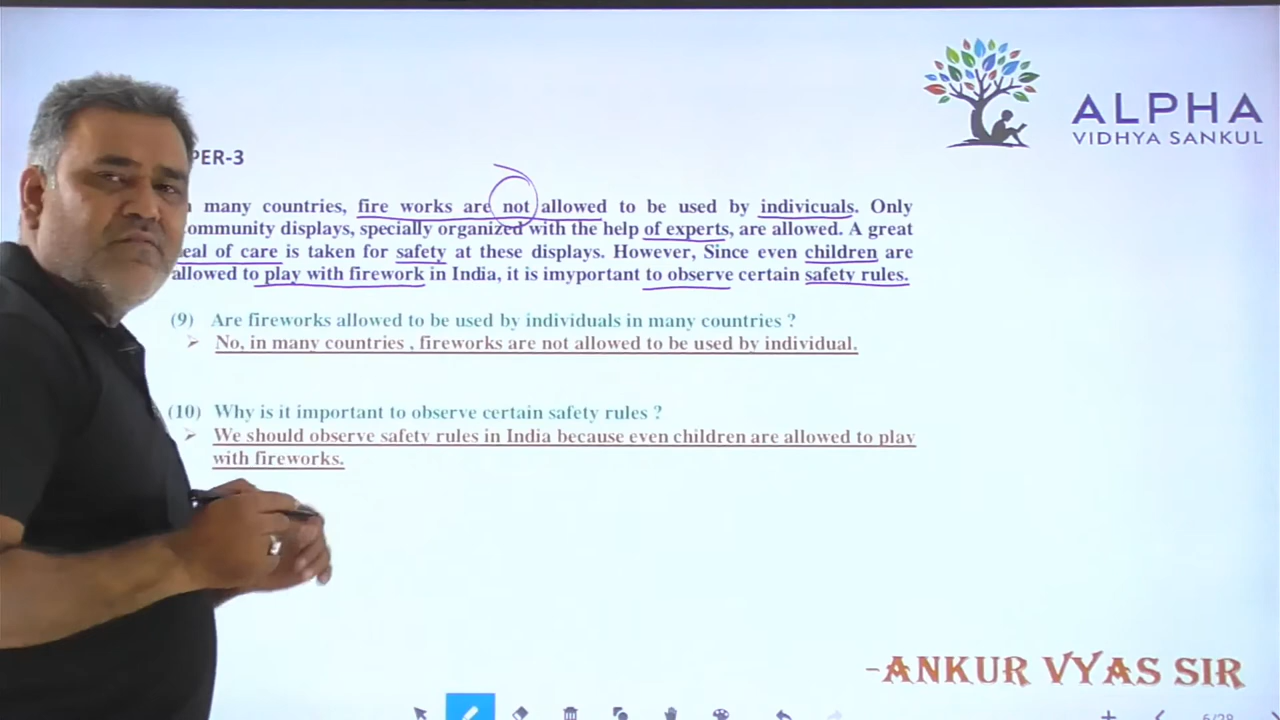 ALPHA
VIDHYA SANKUL
PER-3
many countries, fire works are not allowed to be used by indivicuals. Only
ommunity displays, specially organized with the help of experts, are allowed. A great
eal of care is taken for safety at these displays. However, Since even children are
allowed to play with firework in India, it is imyportant to observe certain safety rules.
(9) Are fireworks allowed to be used by individuals in many countries ?
➢ No, in many countries , fireworks are not allowed to be used by individual.
(10) Why is it important to observe certain safety rules ?
➢ We should observe safety rules in India because even children are allowed to play
with fireworks.
-ANKUR VYAS SIR